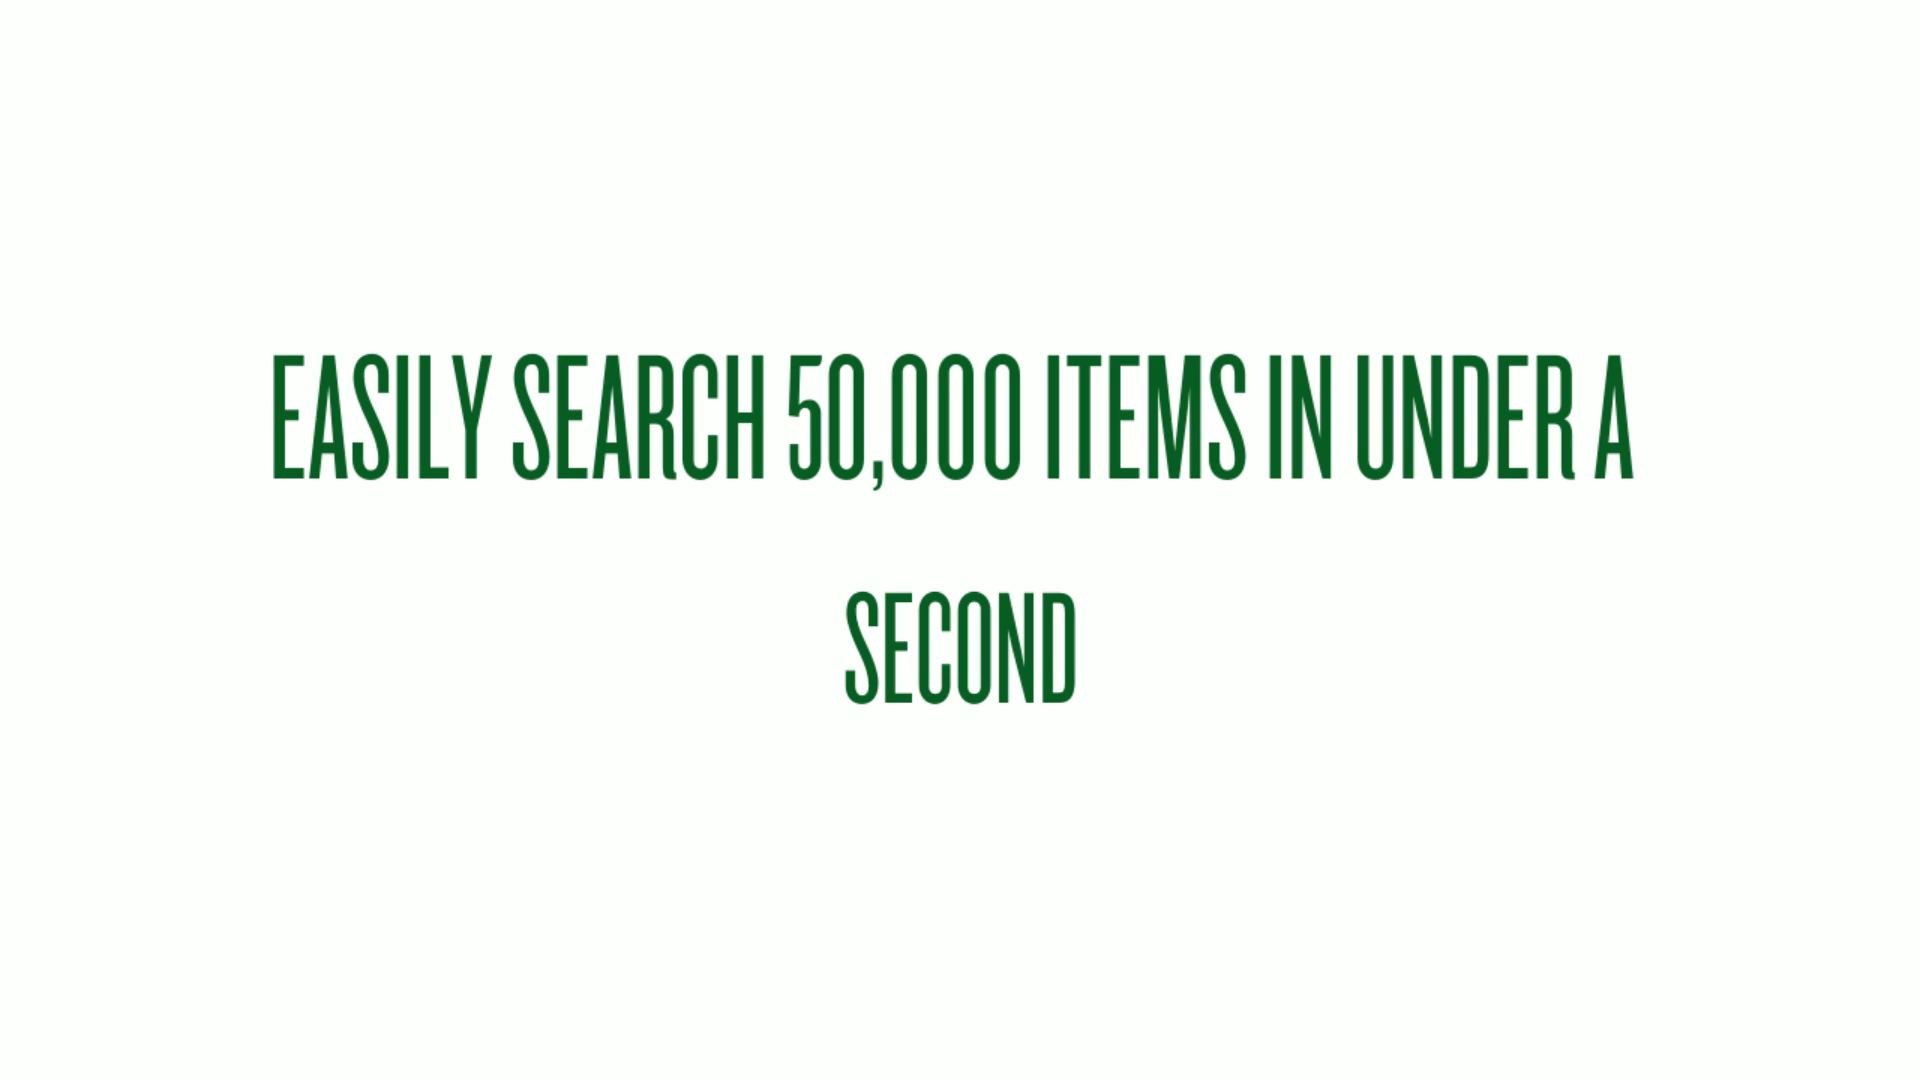 EASILY SEARCH 50,000 ITEMS IN UNDER A
SECOND